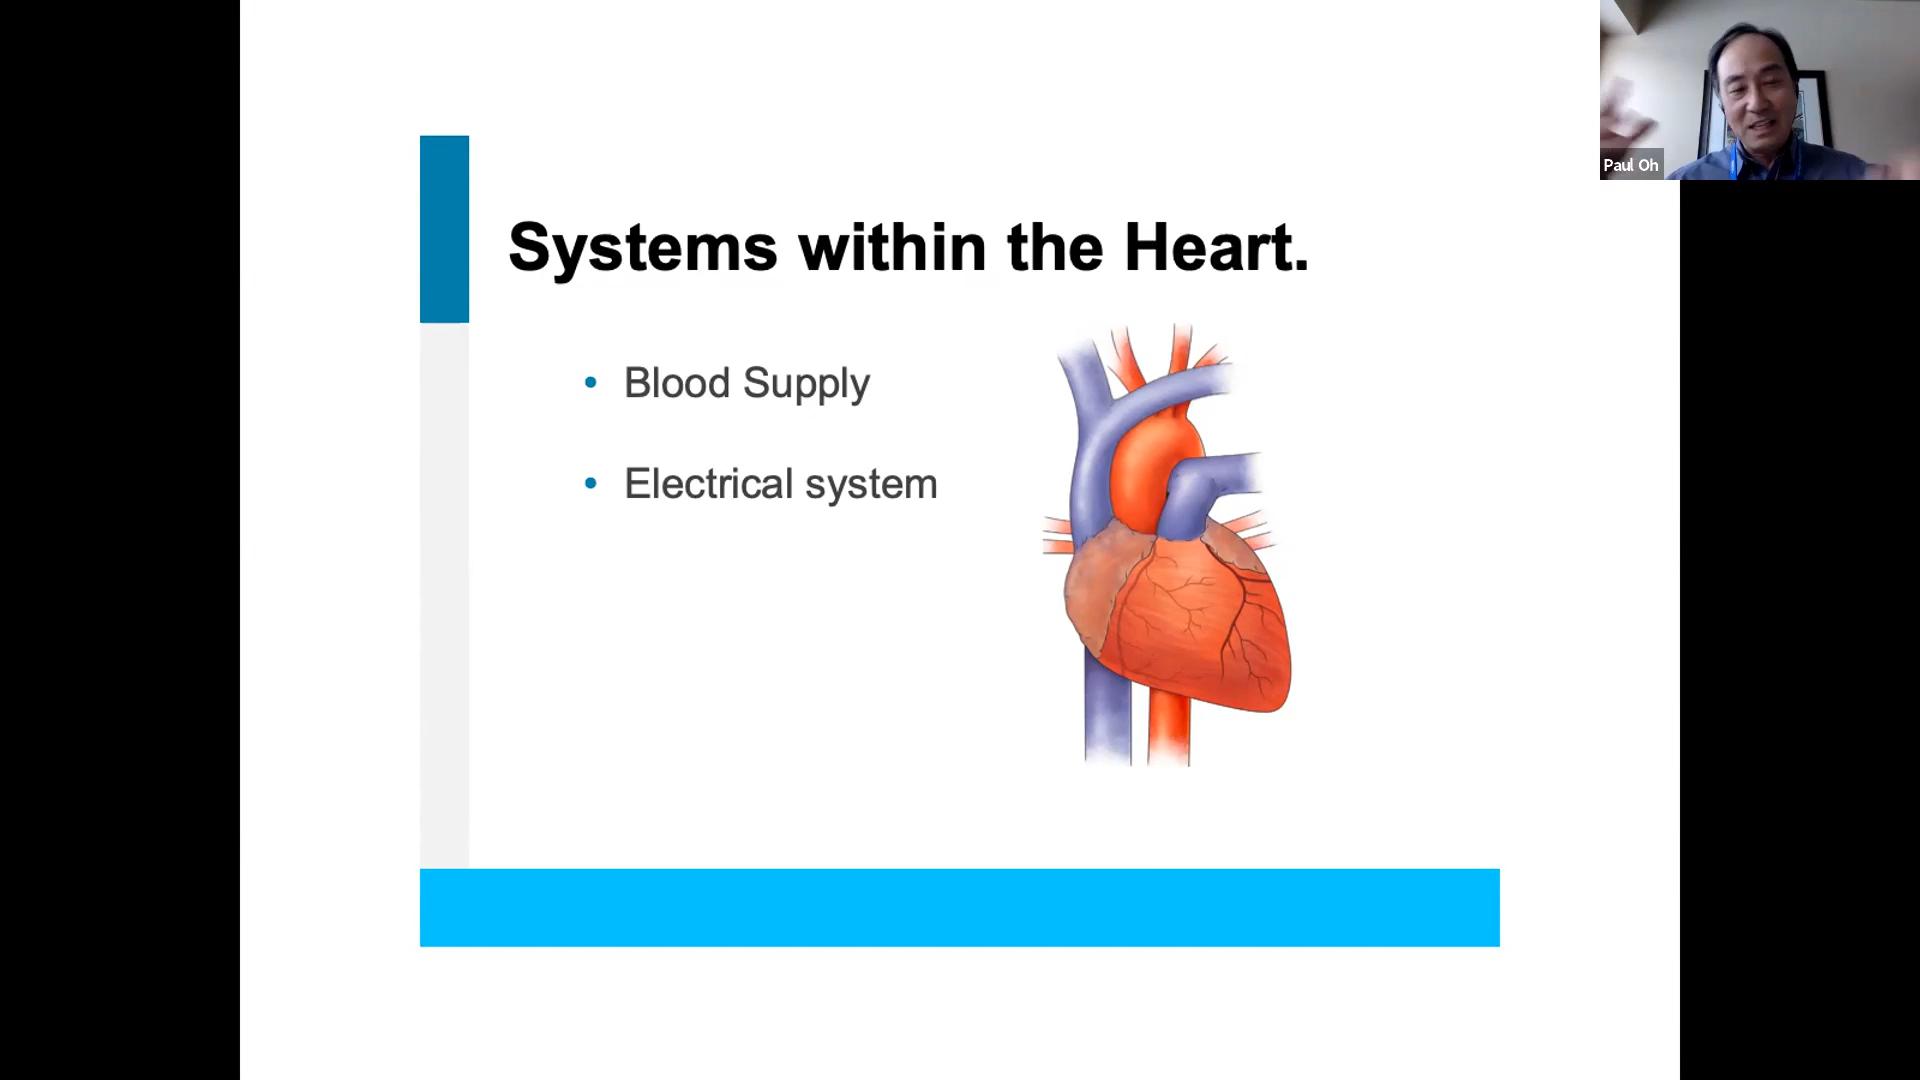 Systems within the Heart.
• Blood Supply
• Electrical system
Paul Oh